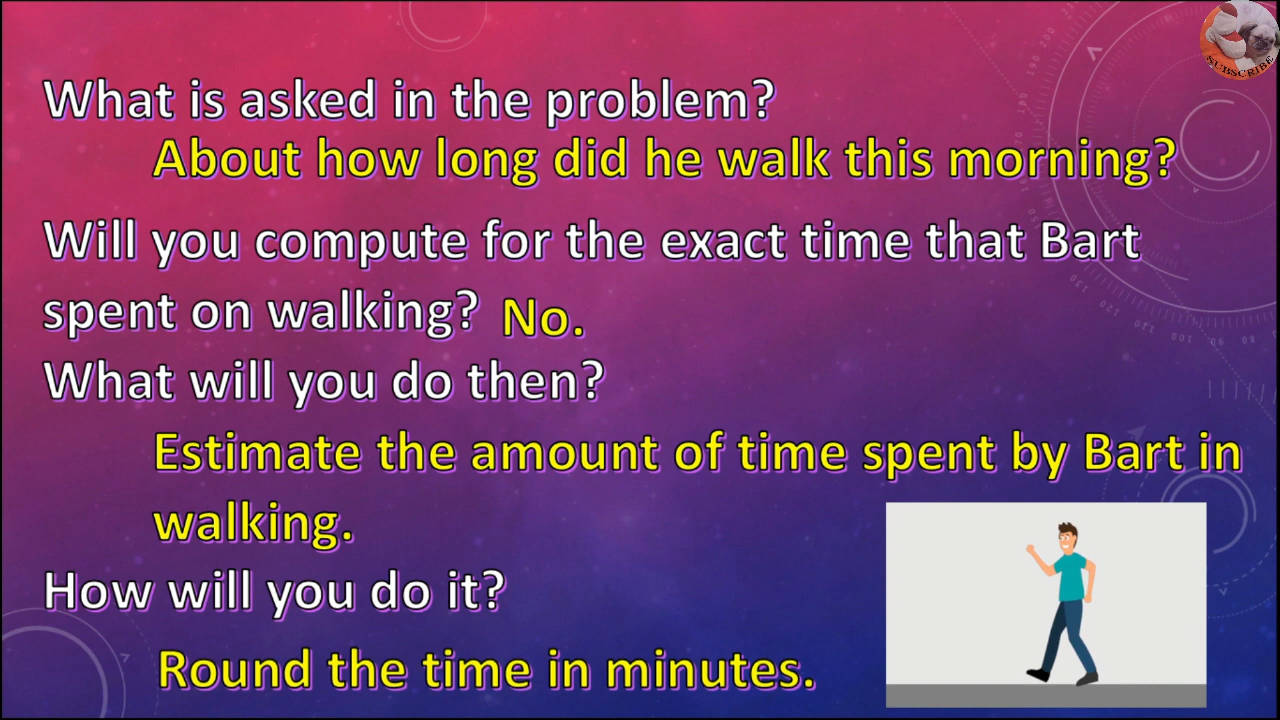 SUBSCRIBE
What is asked in the problem?
About how long did he walk this morning?
Will you compute for the exact time that Bart
spent on walking? No.
What will you do then?
Estimate the amount of time spent by Bart in
walking.
How will you do it?
Round the time in minutes.